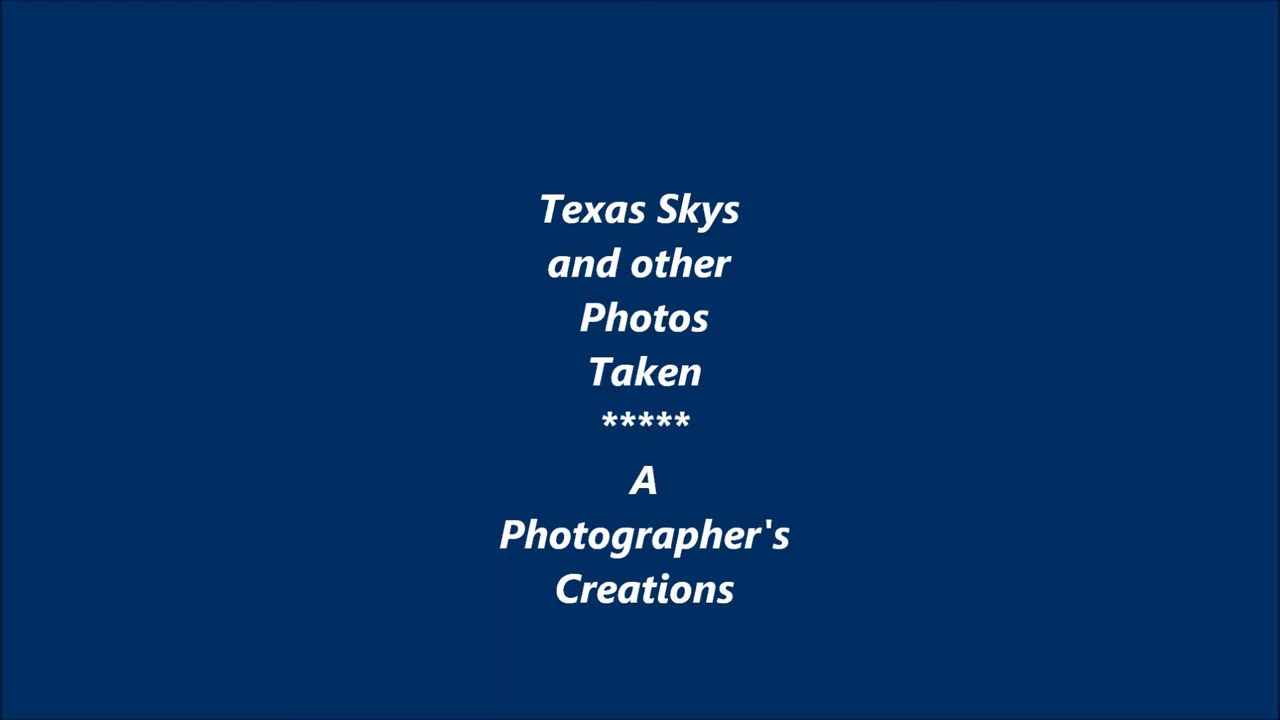 Texas Skys
and other
Photos
Taken
*****
A
Photographer's
Creations